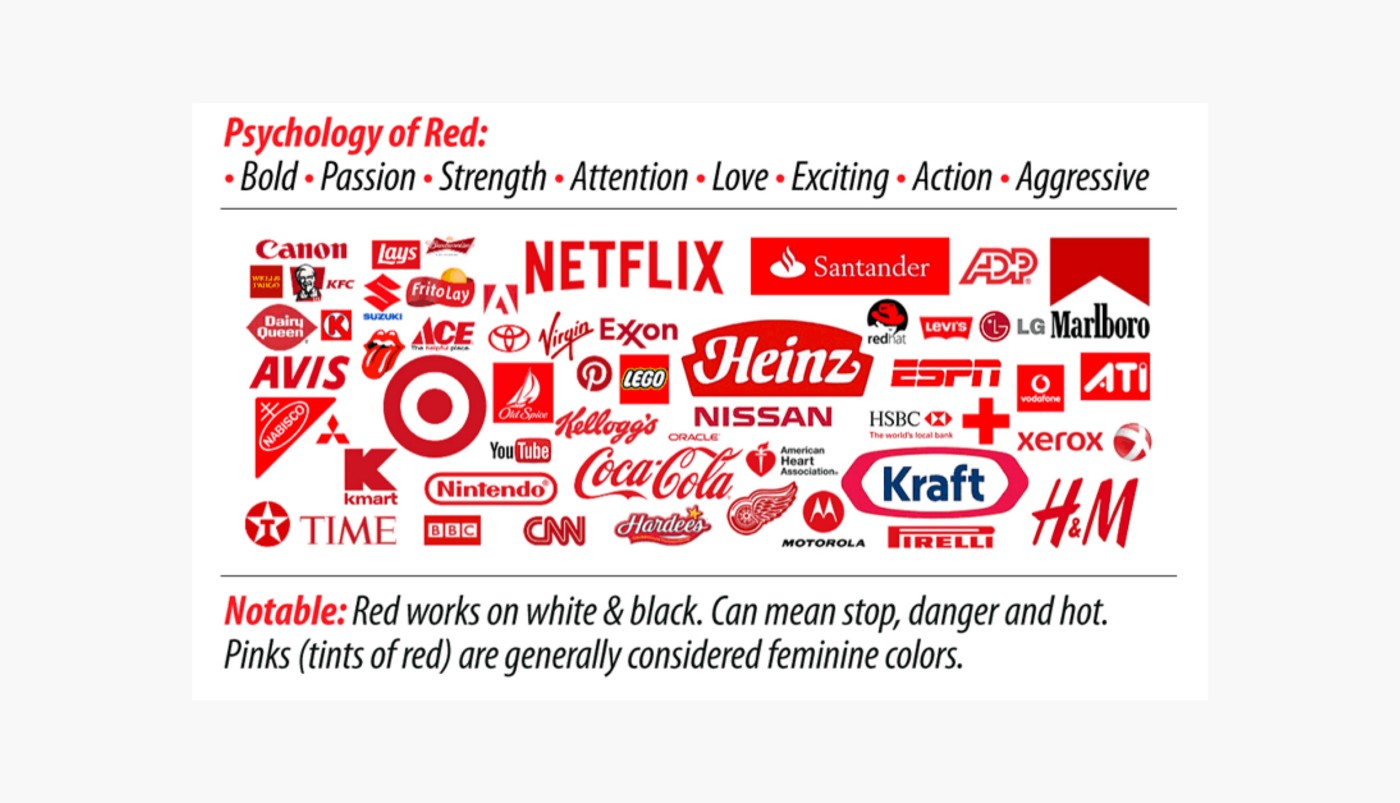 Psychology of Red:
• Bold • Passion • Strength • Attention • Love • Exciting • Action • Aggressive
Canon
Lays
Budweiser
NETFLIX
Santander
ADP
WELLS FARGO
KFC
SUZUKI
FritoLay
Marlboro
Dairy Queen
K
ACE
The helpful place.
Virgin
Exxon
Heinz
redhat
LEVI'S
LG
AVIS
Old Spice
LEGO
ESPN
vodafone
ATi
NABISCO
Kellogg's
NISSAN
HSBC
The world's local bank
xerox
ORACLE
YouTube
K
kmart
Nintendo
Coca-Cola
American
Heart
Association
Kraft
H&M
T
TIME
BBC
CNN
Hardee's
MOTOROLA
PIRELLI
Notable: Red works on white & black. Can mean stop, danger and hot.
Pinks (tints of red) are generally considered feminine colors.